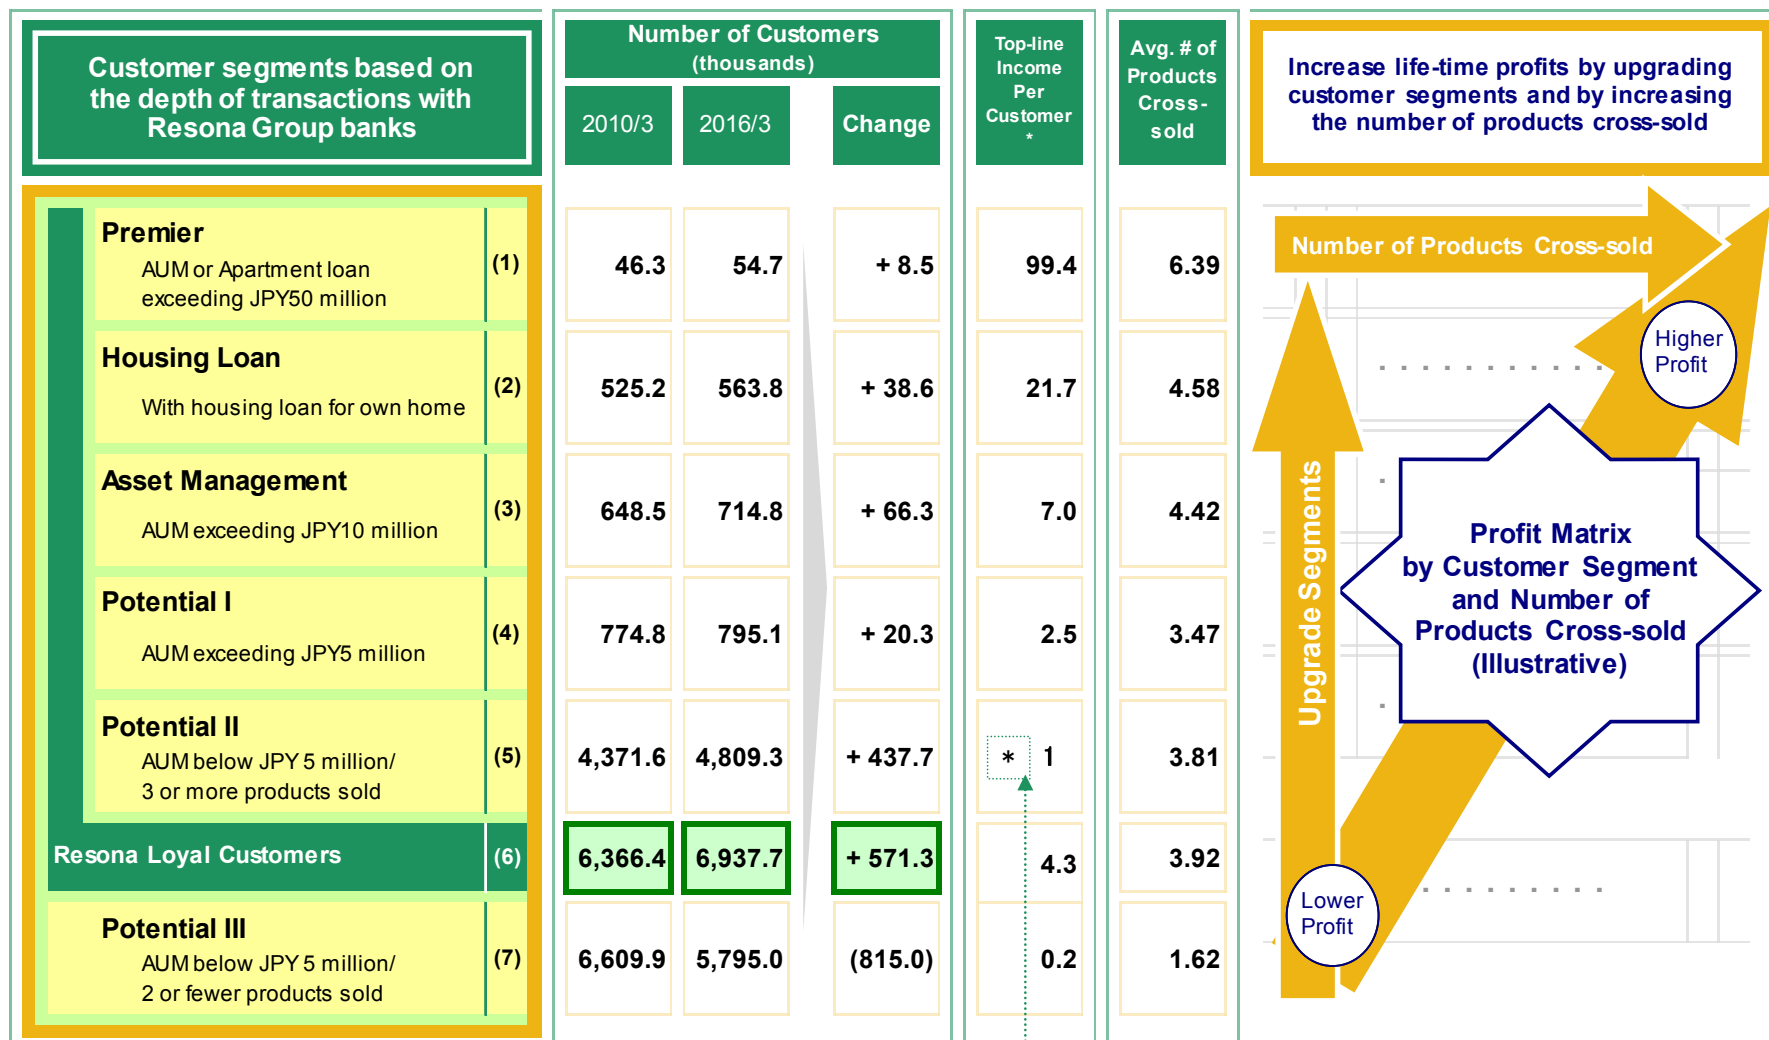 Customer segments based on
the depth of transactions with
Resona Group banks
Number of Customers
(thousands)
2010/3
2016/3
Change
Top-line
Income
Per
Customer
*
Avg. # of
Products
Cross-
sold
Increase life-time profits by upgrading
customer segments and by increasing
the number of products cross-sold
Premier
AUM or Apartment loan
exceeding JPY50 million
(1)
46.3
54.7
+ 8.5
99.4
6.39
Housing Loan
With housing loan for own home
(2)
525.2
563.8
+ 38.6
21.7
4.58
Asset Management
AUM exceeding JPY10 million
(3)
648.5
714.8
+ 66.3
7.0
4.42
Potential I
AUM exceeding JPY5 million
(4)
774.8
795.1
+ 20.3
2.5
3.47
Potential II
AUM below JPY 5 million/
3 or more products sold
(5)
4,371.6
4,809.3
+ 437.7
* 1
3.81
Resona Loyal Customers
(6)
6,366.4
6,937.7
+ 571.3
4.3
3.92
Potential III
AUM below JPY 5 million/
2 or fewer products sold
(7)
6,609.9
5,795.0
(815.0)
0.2
1.62
Number of Products Cross-sold
Upgrade Segments
Higher
Profit
Profit Matrix
by Customer Segment
and Number of
Products Cross-sold
(Illustrative)
Lower
Profit